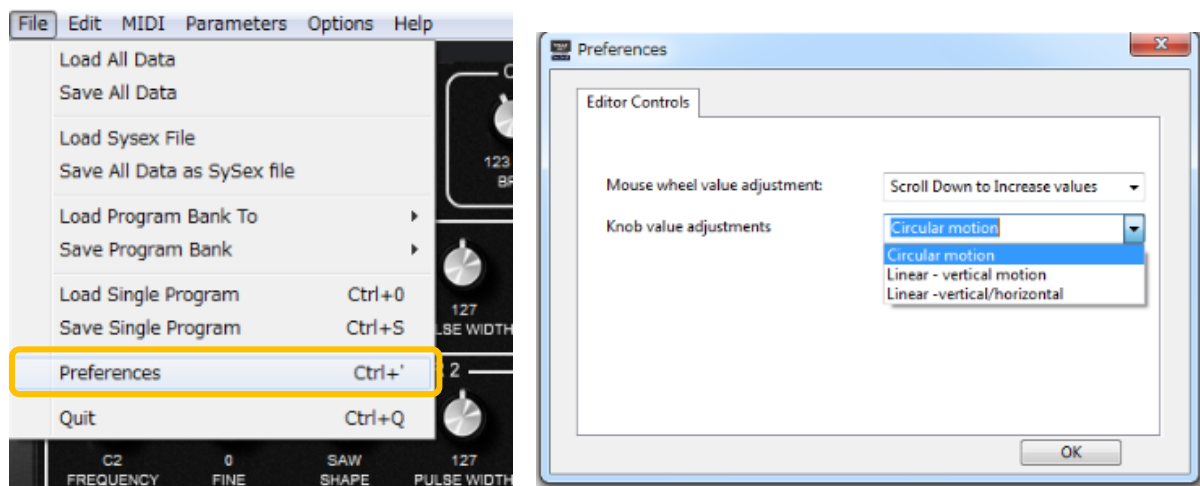 File Edit MIDI Parameters Options Help
Load All Data
Save All Data
Load Sysex File
Save All Data as SySex file
Load Program Bank To
Save Program Bank
Load Single Program Ctrl+0
Save Single Program Ctrl+S
Preferences Ctrl+'
Quit Ctrl+Q
123
127
LSE WIDTH
2
C2 0 SAW 127
FREQUENCY FINE SHAPE PULSE WIDTH
Preferences
Editor Controls
Mouse wheel value adjustment: Scroll Down to Increase values
Knob value adjustments Circular motion
Circular motion
Linear - vertical motion
Linear -vertical/horizontal
OK